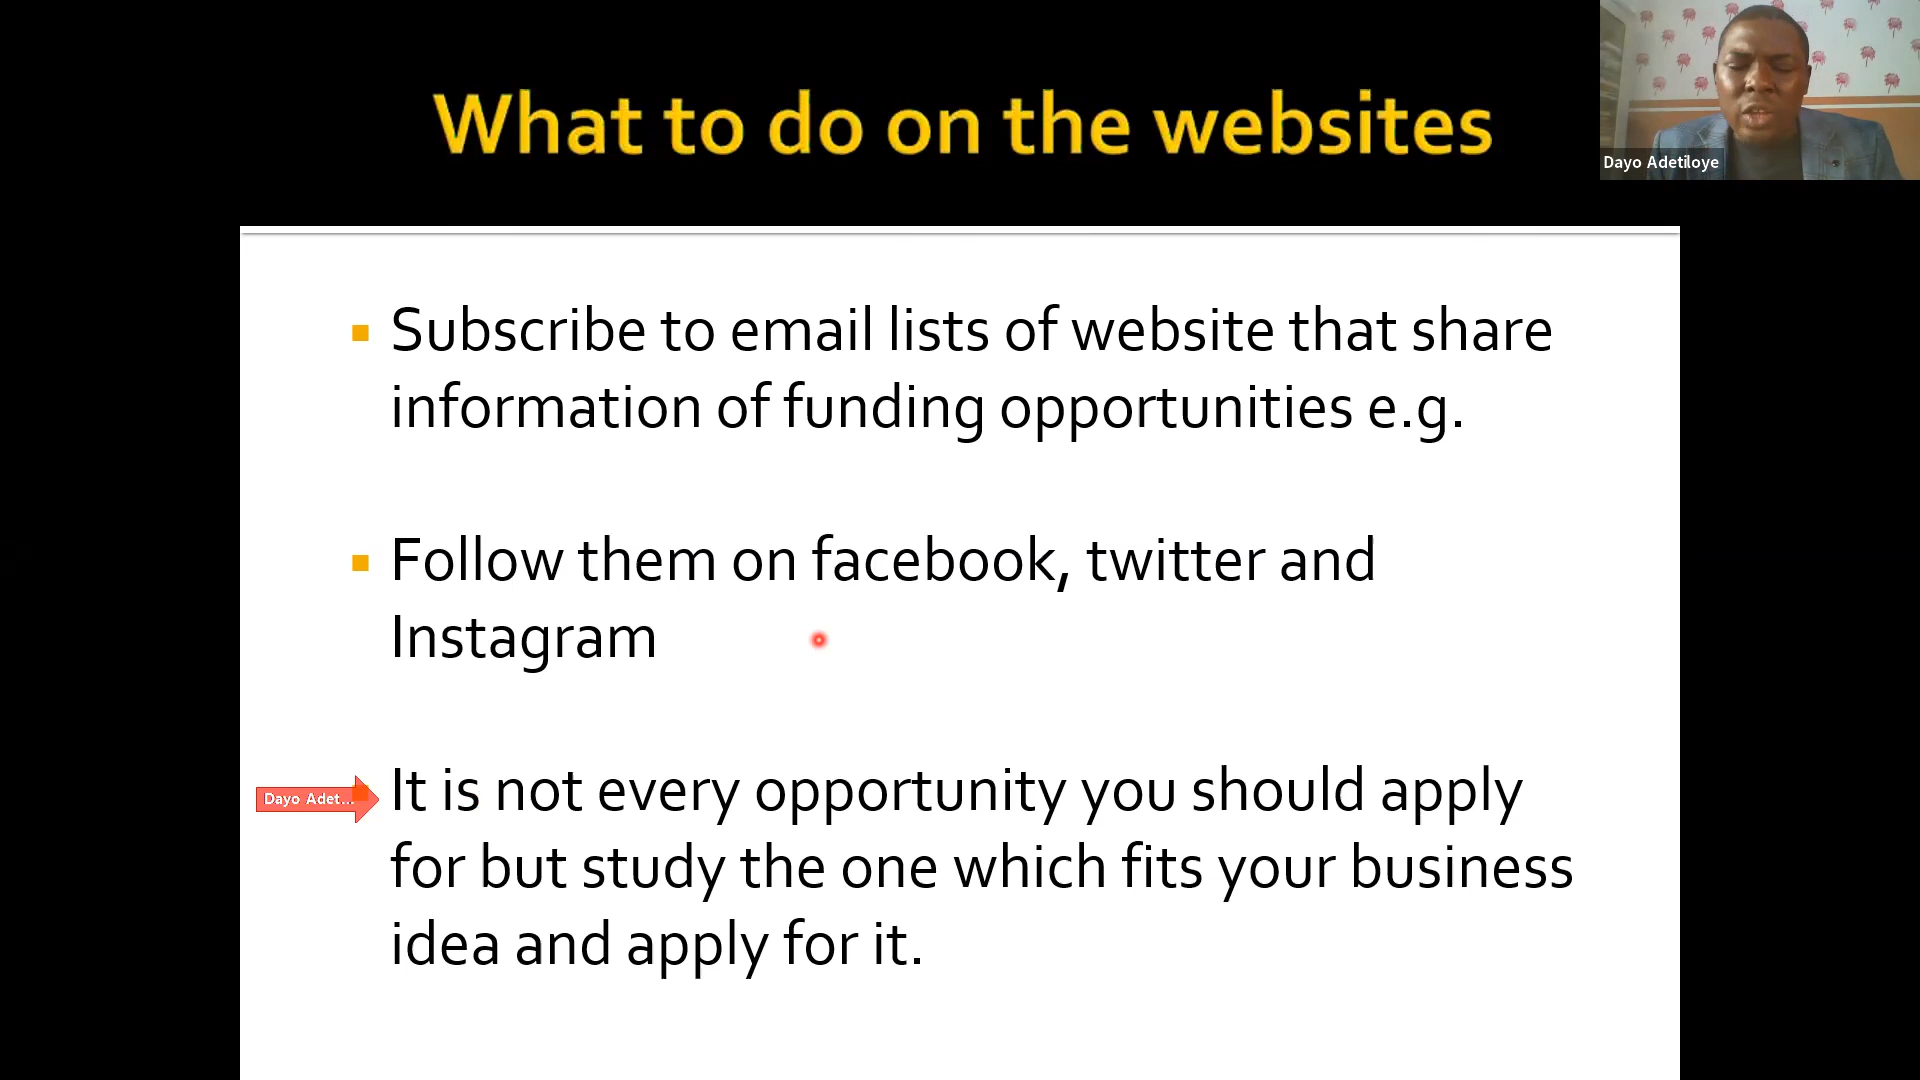 What to do on the websites
Dayo Adetiloye
Subscribe to email lists of website that share
information of funding opportunities e.g.
Follow them on facebook, twitter and
Instagram
Dayo Adet...
It is not every opportunity you should apply
for but study the one which fits your business
idea and apply for it.